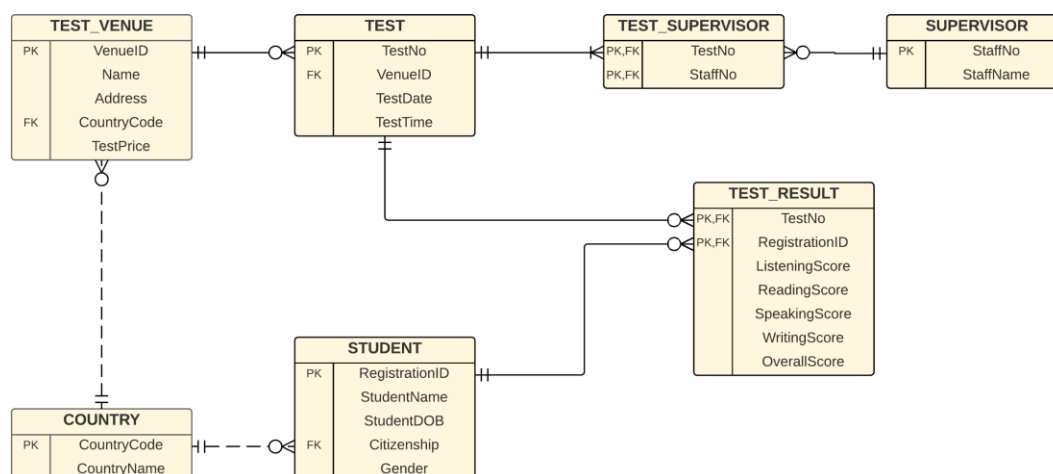 TEST_VENUE
PK VenueID
Name
Address
FK CountryCode
TestPrice
TEST
PK TestNo
FK VenueID
TestDate
TestTime
TEST_SUPERVISOR
PK,FK TestNo
PK,FK StaffNo
SUPERVISOR
PK StaffNo
StaffName
TEST_RESULT
PK,FK TestNo
PK,FK RegistrationID
ListeningScore
ReadingScore
SpeakingScore
WritingScore
OverallScore
STUDENT
PK RegistrationID
StudentName
StudentDOB
FK Citizenship
Gender
COUNTRY
PK CountryCode
CountryName